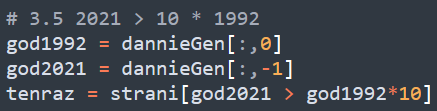 # 3.5 2021 > 10 * 1992
god1992 = dannieGen[:,0]
god2021 = dannieGen[:,-1]
tenraz = strani[god2021 > god1992*10]